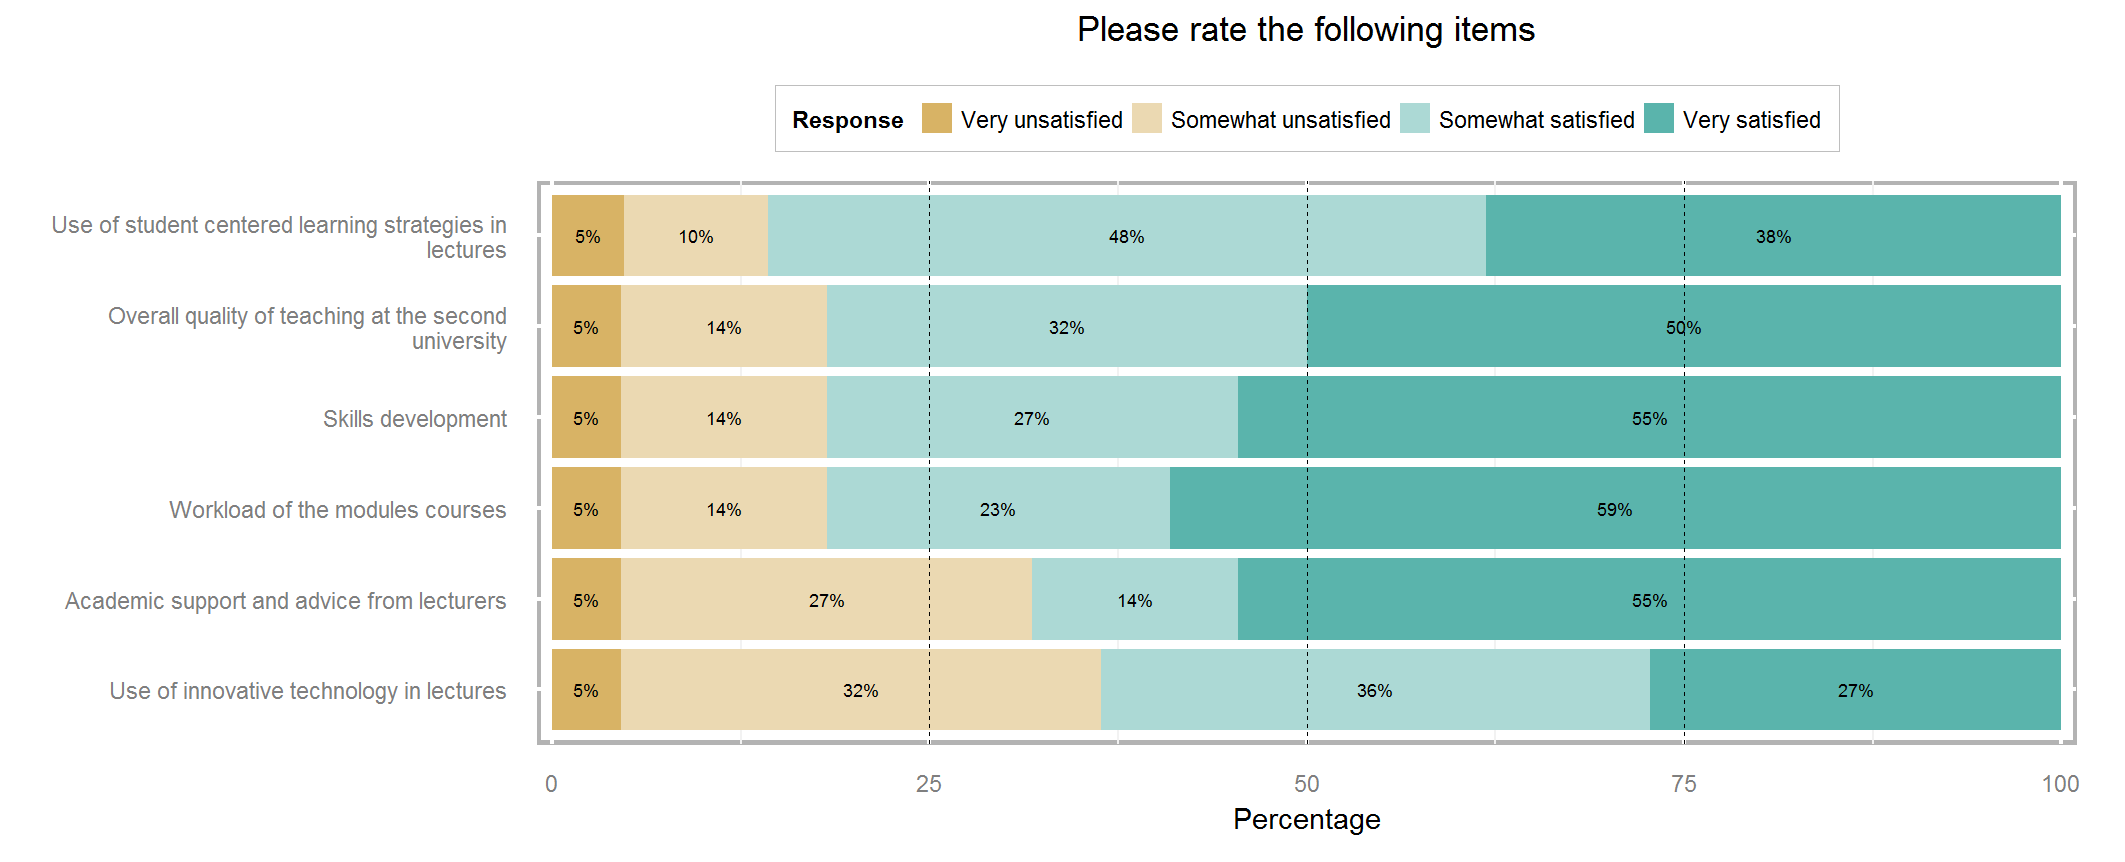 Please rate the following items
Response Very unsatisfied Somewhat unsatisfied Somewhat satisfied Very satisfied
Use of student centered learning strategies in
lectures
5% 10% 48% 38%
Overall quality of teaching at the second
university
5% 14% 32% 50%
Skills development
5% 14% 27% 55%
Workload of the modules courses
5% 14% 23% 59%
Academic support and advice from lecturers
5% 27% 14% 55%
Use of innovative technology in lectures
5% 32% 36% 27%
0 25 50 75 100
Percentage